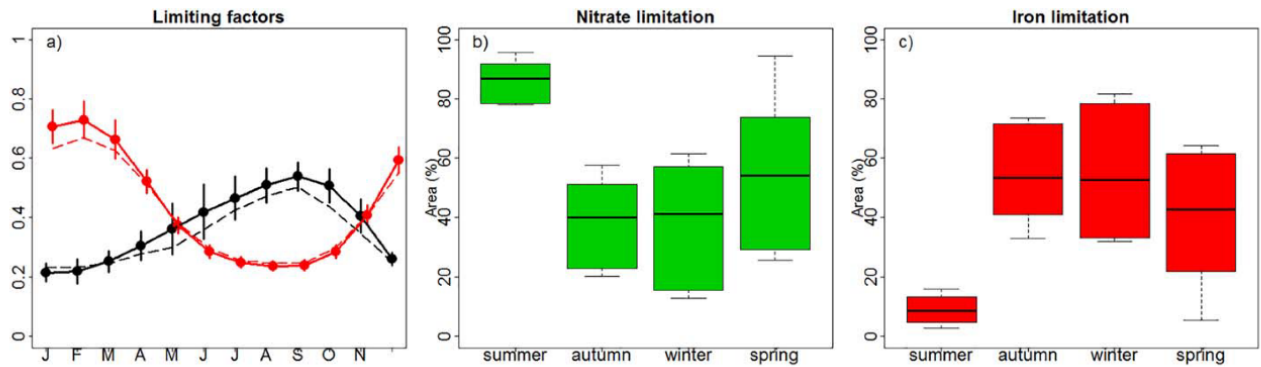 Limiting factors
a)
1
0.8
0.6
0.4
0.2
0
J F M A M J J A S O N
Nitrate limitation
b)
Area (%)
100
80
60
40
20
0
summer autumn winter spring
Iron limitation
c)
Area (%)
100
80
60
40
20
0
summer autumn winter spring